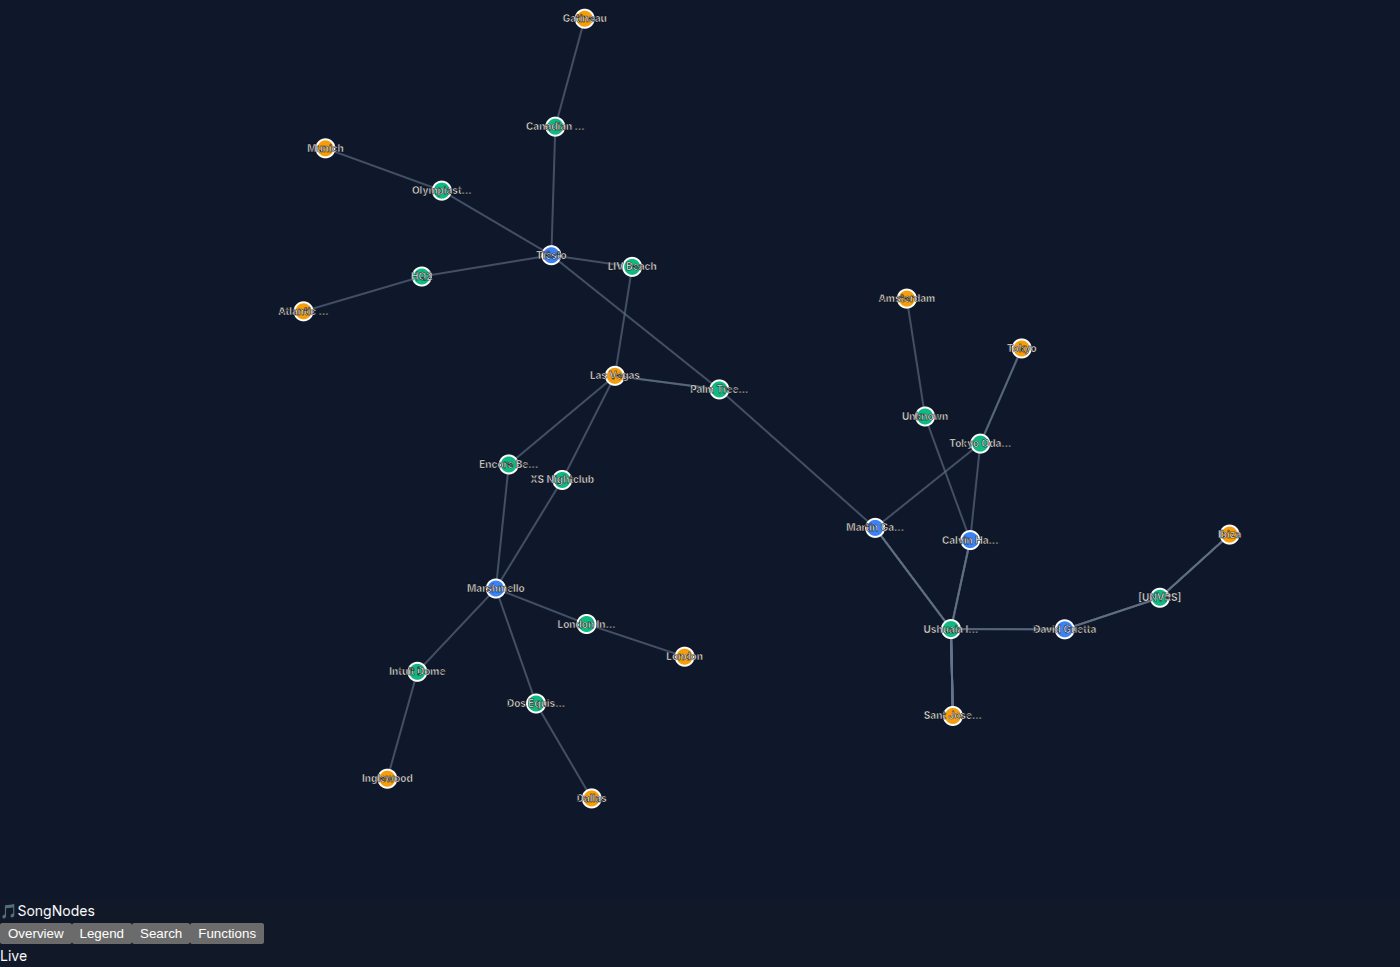 Gatineau
Canadian ...
Munich
Olympiast...
Tiësto
LIV Beach
HQ2
Atlantic ...
Amsterdam
Tokyo
Las Vegas
Palm Tree...
Unknown
Tokyo Oda...
Encore Be...
XS Nightclub
Martin Ga...
Calvin Ha...
Ibiza
Marshmello
[UNVRS]
London In...
Ushuaïa I...
David Guetta
London
Intuit Dome
Dos Equis...
Sant Jose...
Inglewood
Dallas
🎵SongNodes
Overview Legend Search Functions
Live